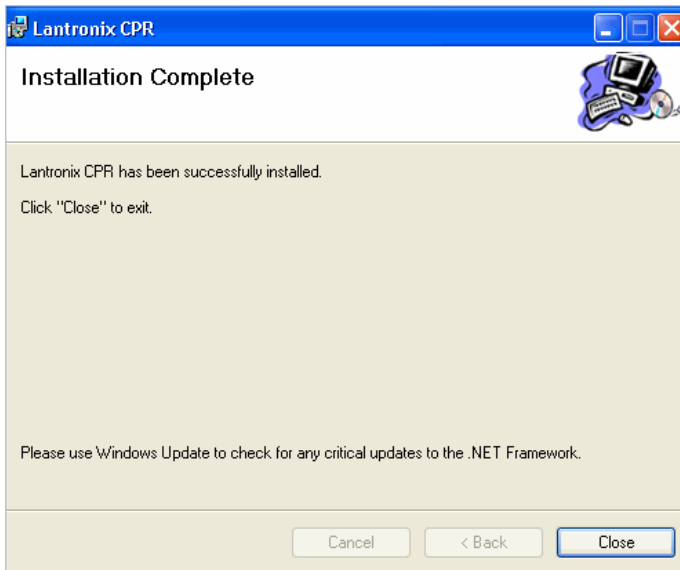 Lantronix CPR
Installation Complete
Lantronix CPR has been successfully installed.
Click "Close" to exit.
Please use Windows Update to check for any critical updates to the .NET Framework.
Cancel
< Back
Close